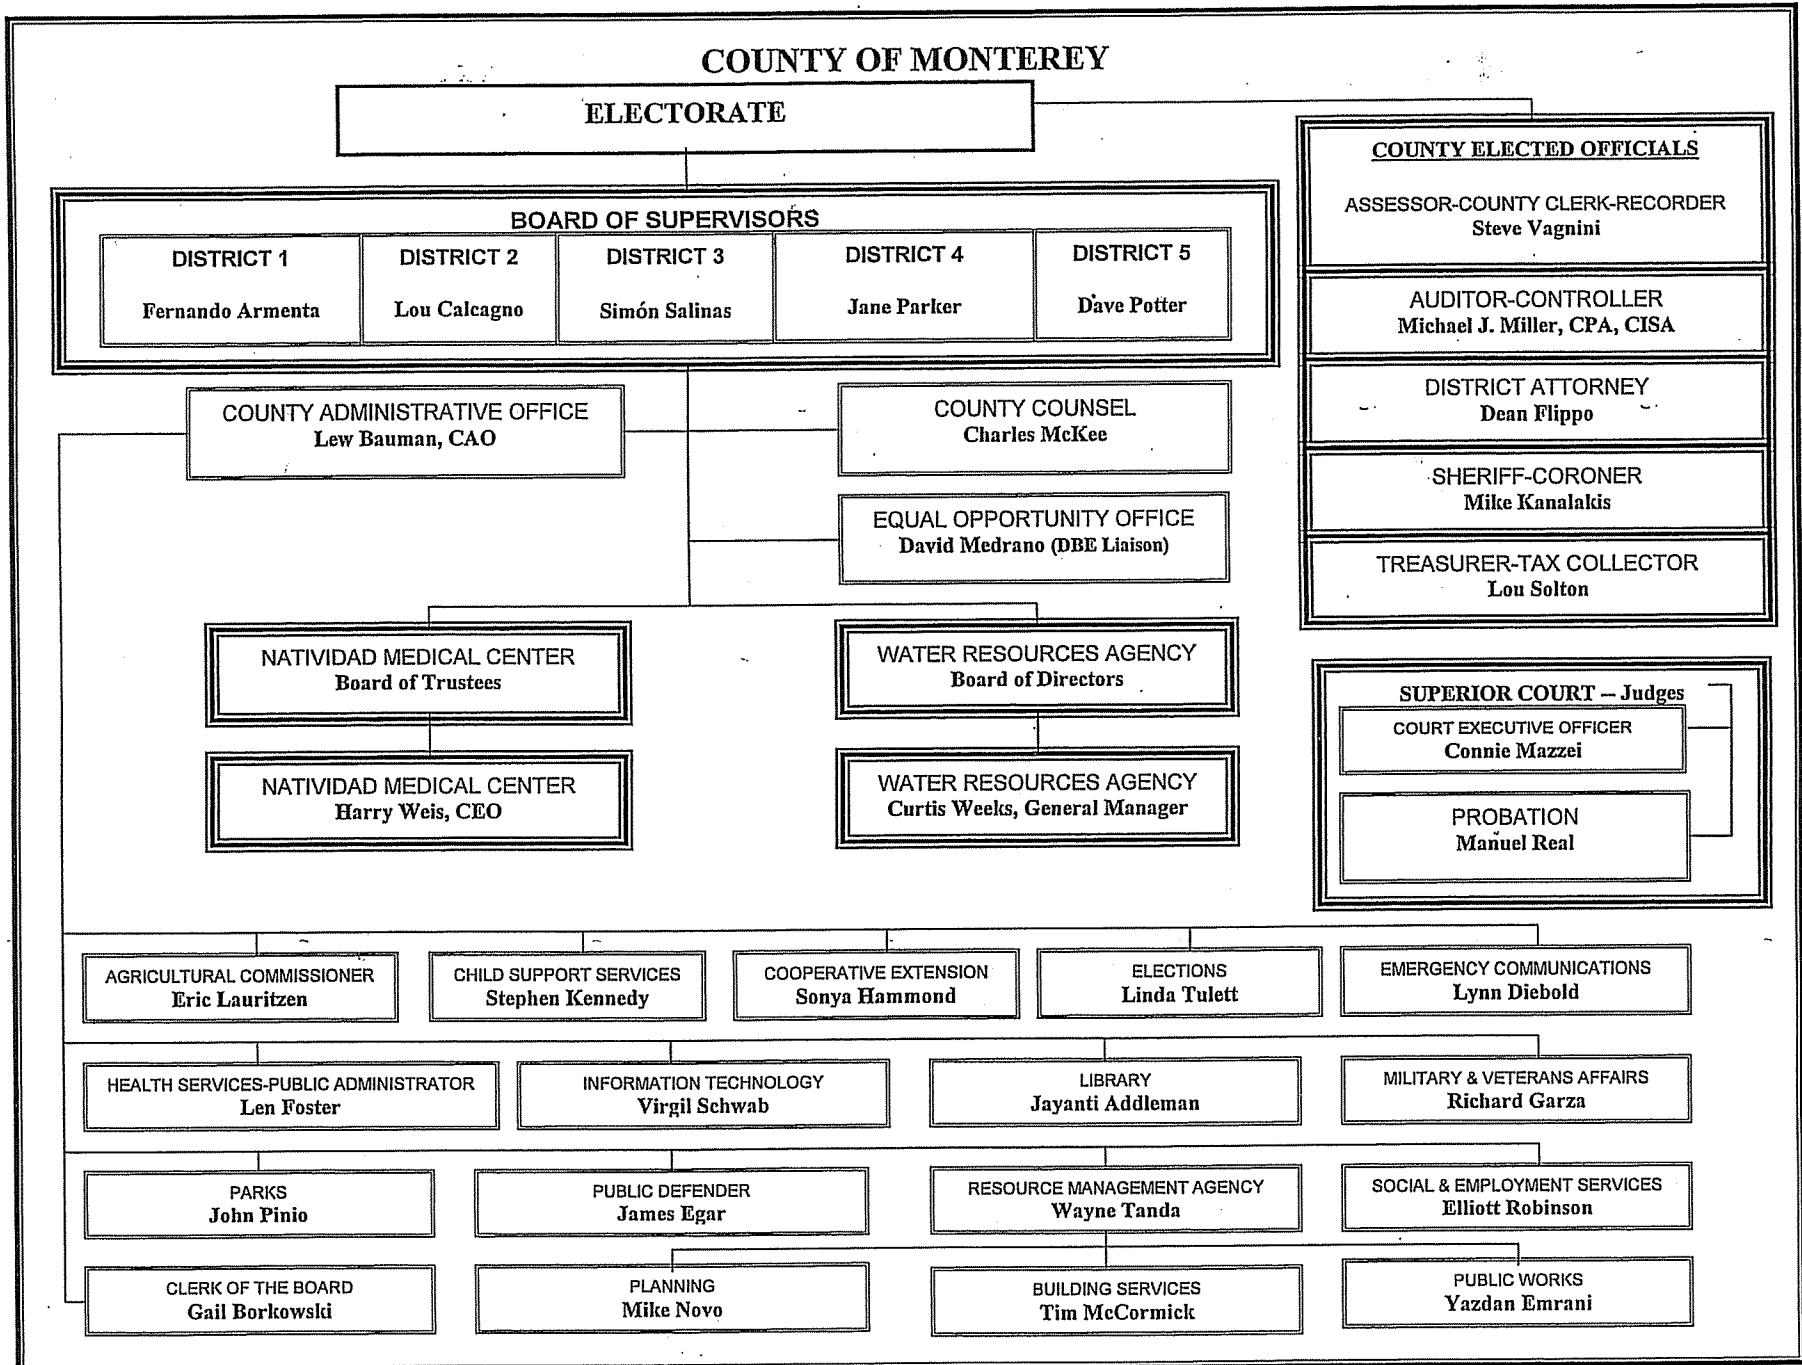 COUNTY OF MONTEREY
ELECTORATE
BOARD OF SUPERVISORS
DISTRICT 1
Fernando Armenta
DISTRICT 2
Lou Calcagno
DISTRICT 3
Simón Salinas
DISTRICT 4
Jane Parker
DISTRICT 5
Dave Potter
COUNTY ELECTED OFFICIALS
ASSESSOR-COUNTY CLERK-RECORDER
Steve Vagnini
AUDITOR-CONTROLLER
Michael J. Miller, CPA, CISA
DISTRICT ATTORNEY
Dean Flippo
SHERIFF-CORONER
Mike Kanalakis
TREASURER-TAX COLLECTOR
Lou Solton
COUNTY ADMINISTRATIVE OFFICE
Lew Bauman, CAO
COUNTY COUNSEL
Charles McKee
EQUAL OPPORTUNITY OFFICE
David Medrano (DBE Liaison)
NATIVIDAD MEDICAL CENTER
Board of Trustees
WATER RESOURCES AGENCY
Board of Directors
NATIVIDAD MEDICAL CENTER
Harry Weis, CEO
WATER RESOURCES AGENCY
Curtis Weeks, General Manager
SUPERIOR COURT – Judges
COURT EXECUTIVE OFFICER
Connie Mazzei
PROBATION
Manuel Real
AGRICULTURAL COMMISSIONER
Eric Lauritzen
CHILD SUPPORT SERVICES
Stephen Kennedy
COOPERATIVE EXTENSION
Sonya Hammond
ELECTIONS
Linda Tulett
EMERGENCY COMMUNICATIONS
Lynn Diebold
HEALTH SERVICES-PUBLIC ADMINISTRATOR
Len Foster
INFORMATION TECHNOLOGY
Virgil Schwab
LIBRARY
Jayanti Addleman
MILITARY & VETERANS AFFAIRS
Richard Garza
PARKS
John Pinio
PUBLIC DEFENDER
James Egar
RESOURCE MANAGEMENT AGENCY
Wayne Tanda
SOCIAL & EMPLOYMENT SERVICES
Elliott Robinson
CLERK OF THE BOARD
Gail Borkowski
PLANNING
Mike Novo
BUILDING SERVICES
Tim McCormick
PUBLIC WORKS
Yazdan Emrani